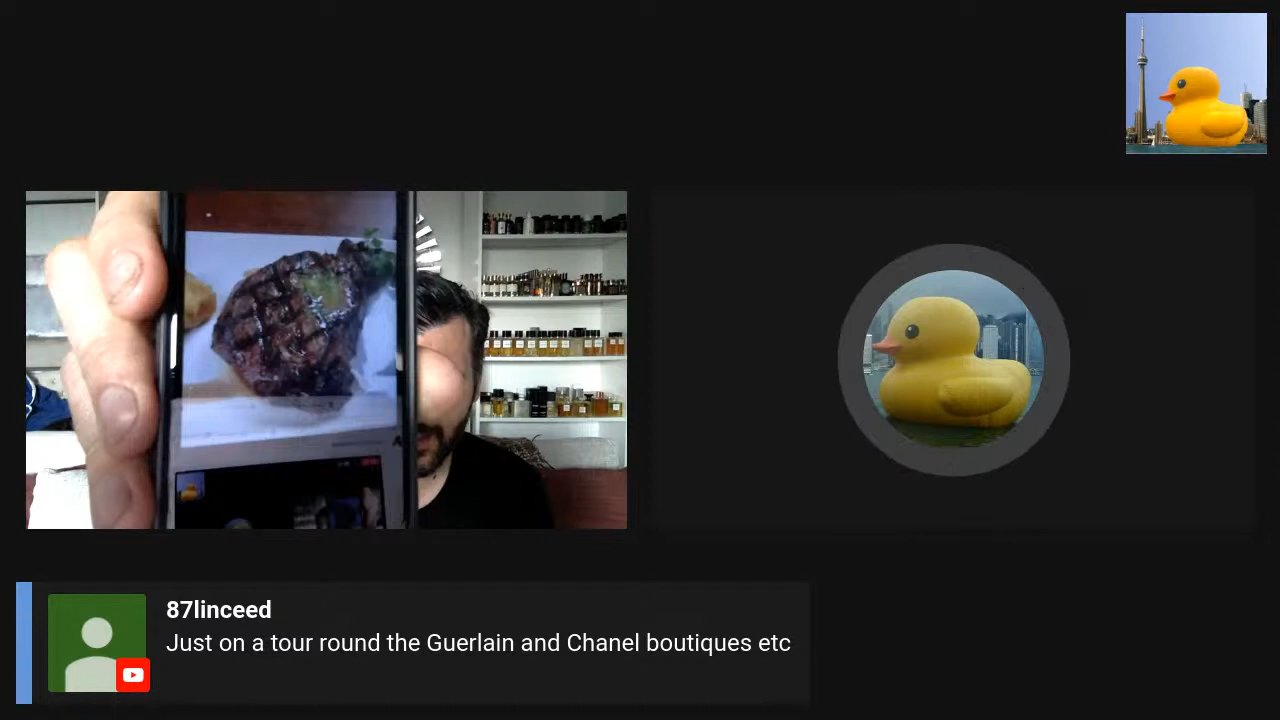 87linceed
Just on a tour round the Guerlain and Chanel boutiques etc